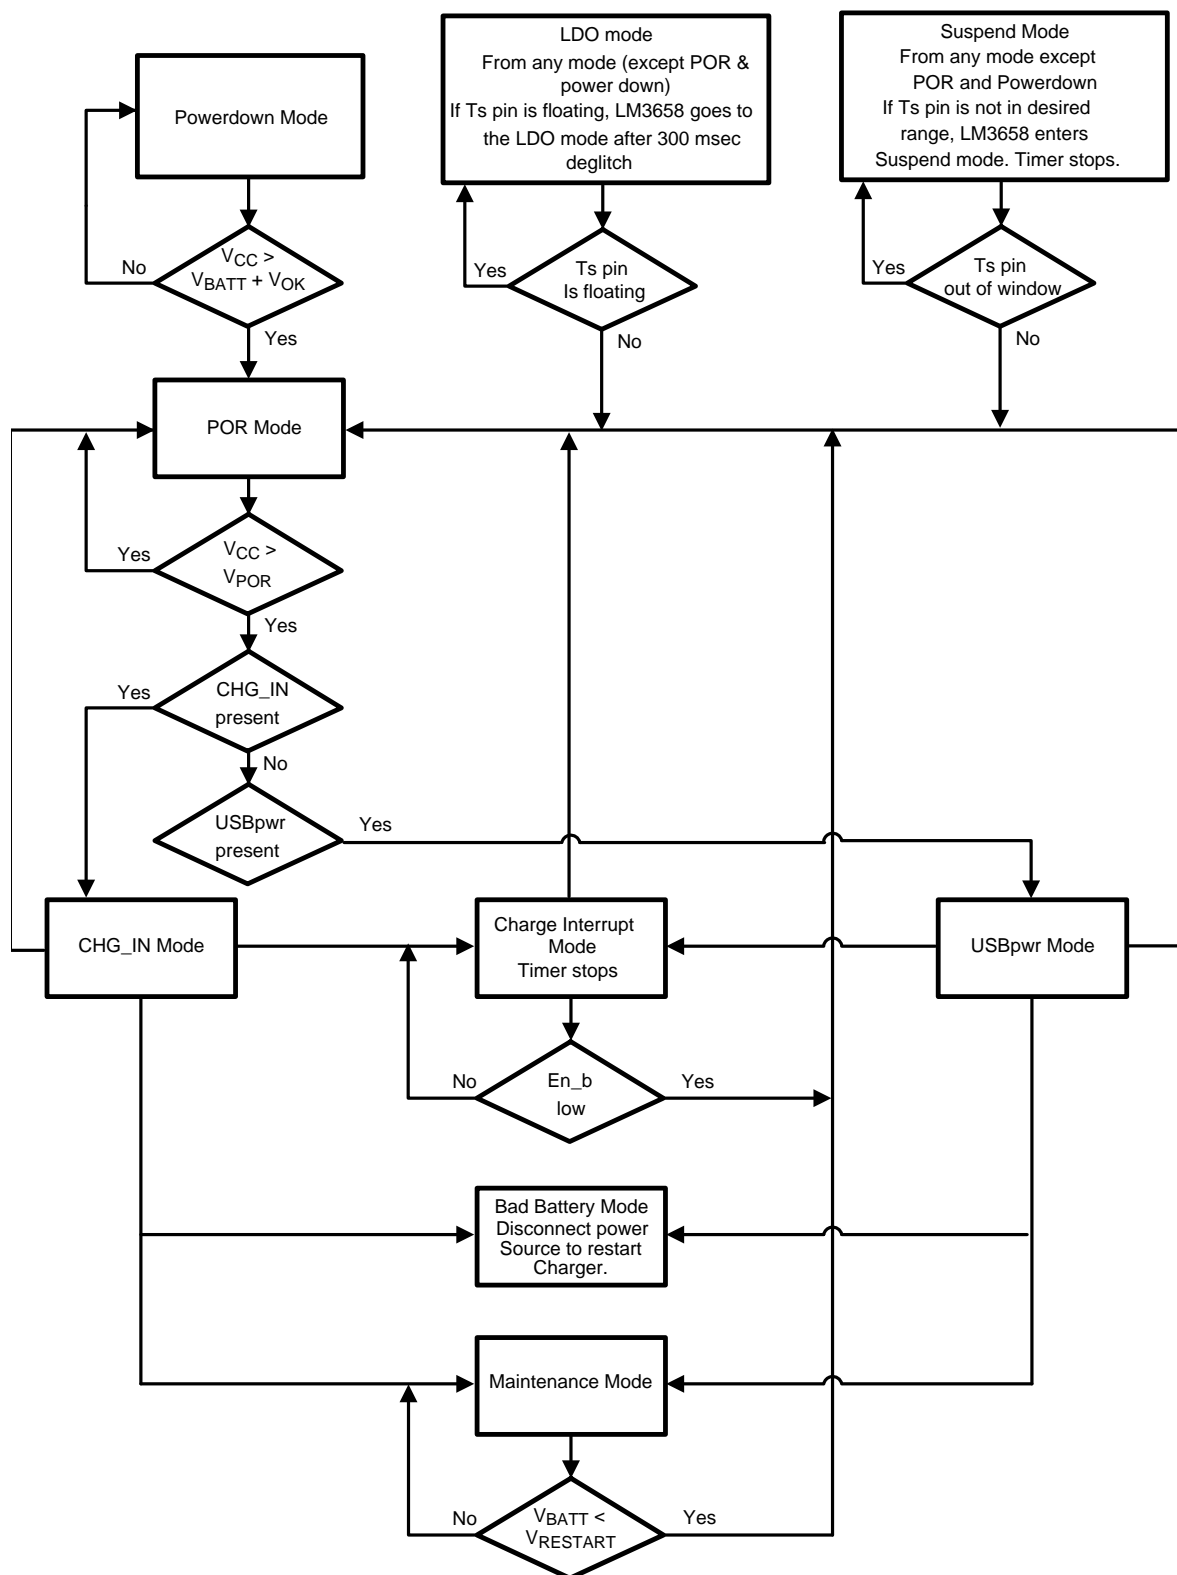 Powerdown Mode
LDO mode
From any mode (except POR &
power down)
If Ts pin is floating, LM3658 goes to
the LDO mode after 300 msec
deglitch
Suspend Mode
From any mode except
POR and Powerdown
If Ts pin is not in desired
range, LM3658 enters
Suspend mode. Timer stops.
No
VCC >
VBATT + VOK
Yes
Yes
Ts pin
Is floating
No
Yes
Ts pin
out of window
No
POR Mode
Yes
VCC >
VPOR
Yes
Yes
CHG_IN
present
No
USBpwr
present
Yes
CHG_IN Mode
Charge Interrupt
Mode
Timer stops
USBpwr Mode
No
En_b
low
Yes
Bad Battery Mode
Disconnect power
Source to restart
Charger.
Maintenance Mode
No
VBATT <
VRESTART
Yes